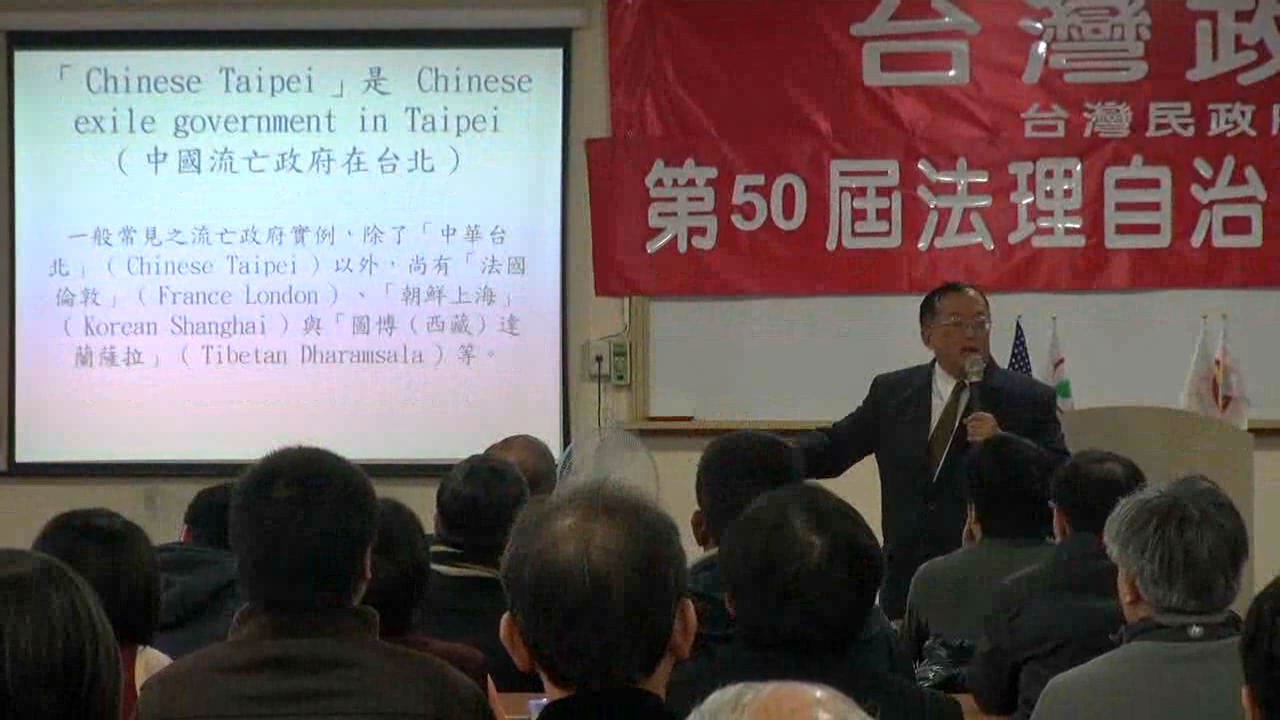 「Chinese Taipei」是 Chinese
exile government in Taipei
(中國流亡政府在台北)
一般常見之流亡政府實例,除了「中華台
北」(Chinese Taipei)以外,尚有「法國
倫敦」(France London)、「朝鮮上海」
(Korean Shanghai)與「圖博(西藏)達
蘭薩拉」(Tibetan Dharamsala)等。
台灣政
台灣民政府
第50屆法理自治